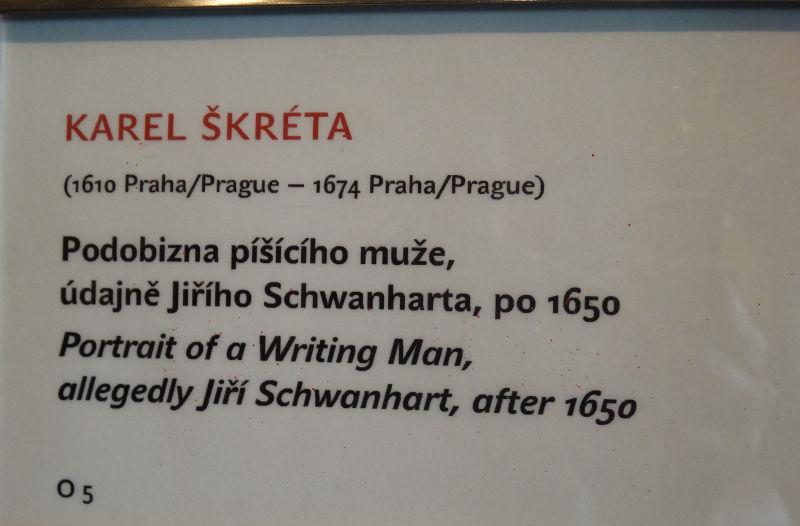 KAREL ŠKRÉTA
(1610 Praha/Prague – 1674 Praha/Prague)
Podobizna píšícího muže,
údajně Jiřího Schwanharta, po 1650
Portrait of a Writing Man,
allegedly Jiří Schwanhart, after 1650
O 5